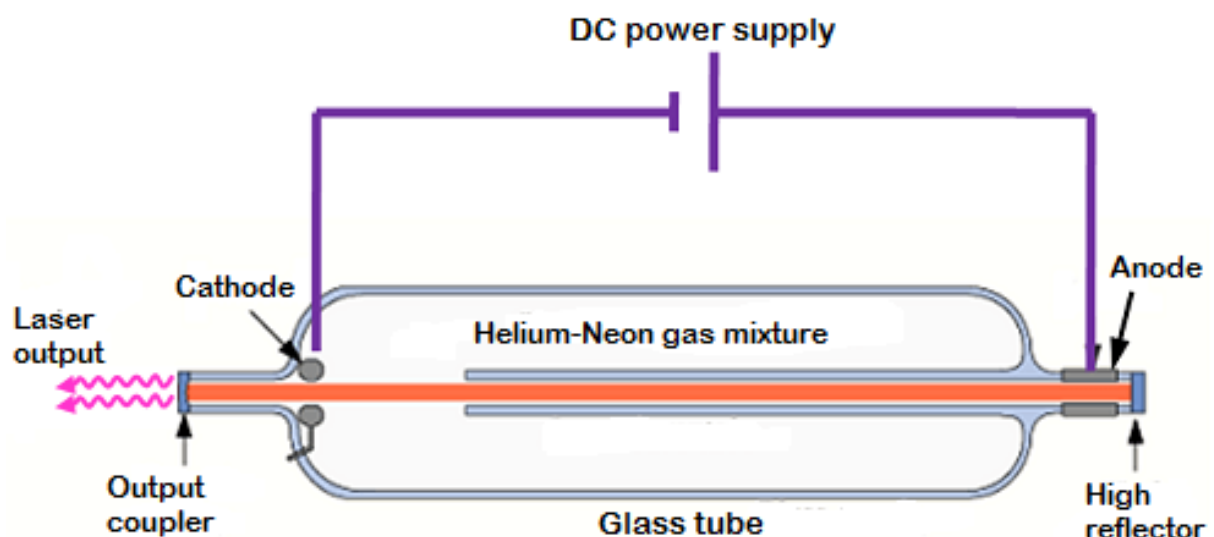 DC power supply
Cathode
Anode
Laser
output
Helium-Neon gas mixture
Output
coupler
Glass tube
High
reflector